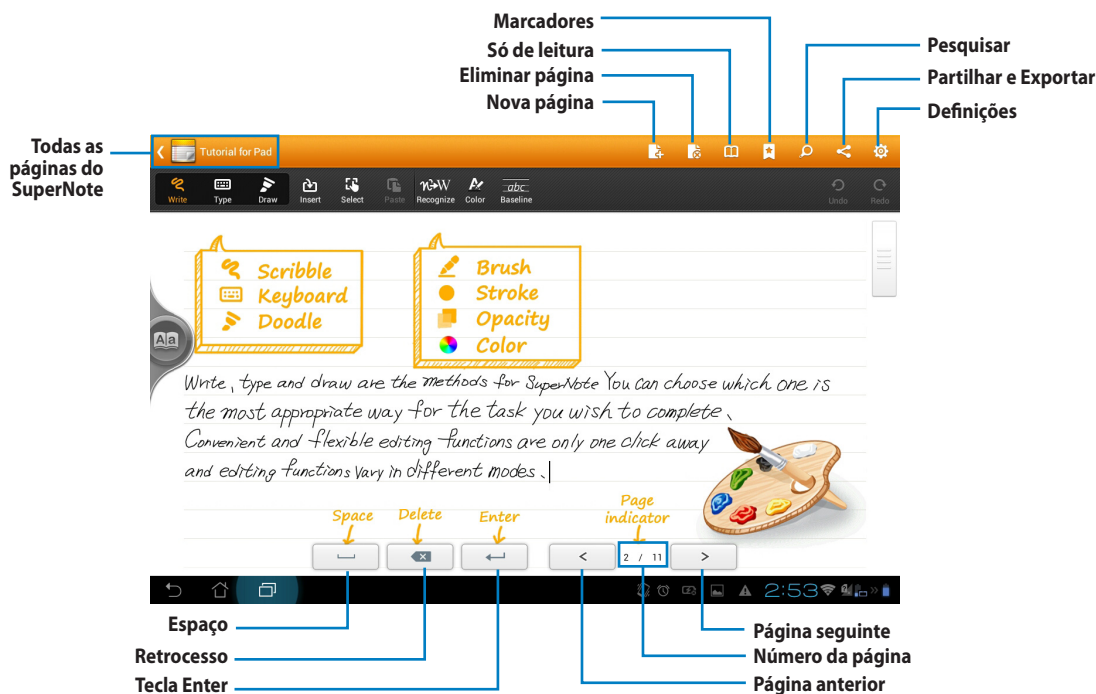 Marcadores
Só de leitura
Eliminar página
Nova página
Pesquisar
Partilhar e Exportar
Definições
Todas as
páginas do
SuperNote
Tutorial for Pad
Write Type Draw Insert Select Paste Recognize Color Baseline Undo Redo
Scribble
Keyboard
Doodle
Brush
Stroke
Opacity
Color
Aa
Write, type and draw are the methods for SuperNote You can choose which one is
the most appropriate way for the task you wish to complete.
Convenient and flexible editing functions are only one click away
and editing functions vary in different modes.
Space Delete Enter Page
indicator
2 / 11
2:53
Espaço
Retrocesso
Tecla Enter
Página seguinte
Número da página
Página anterior